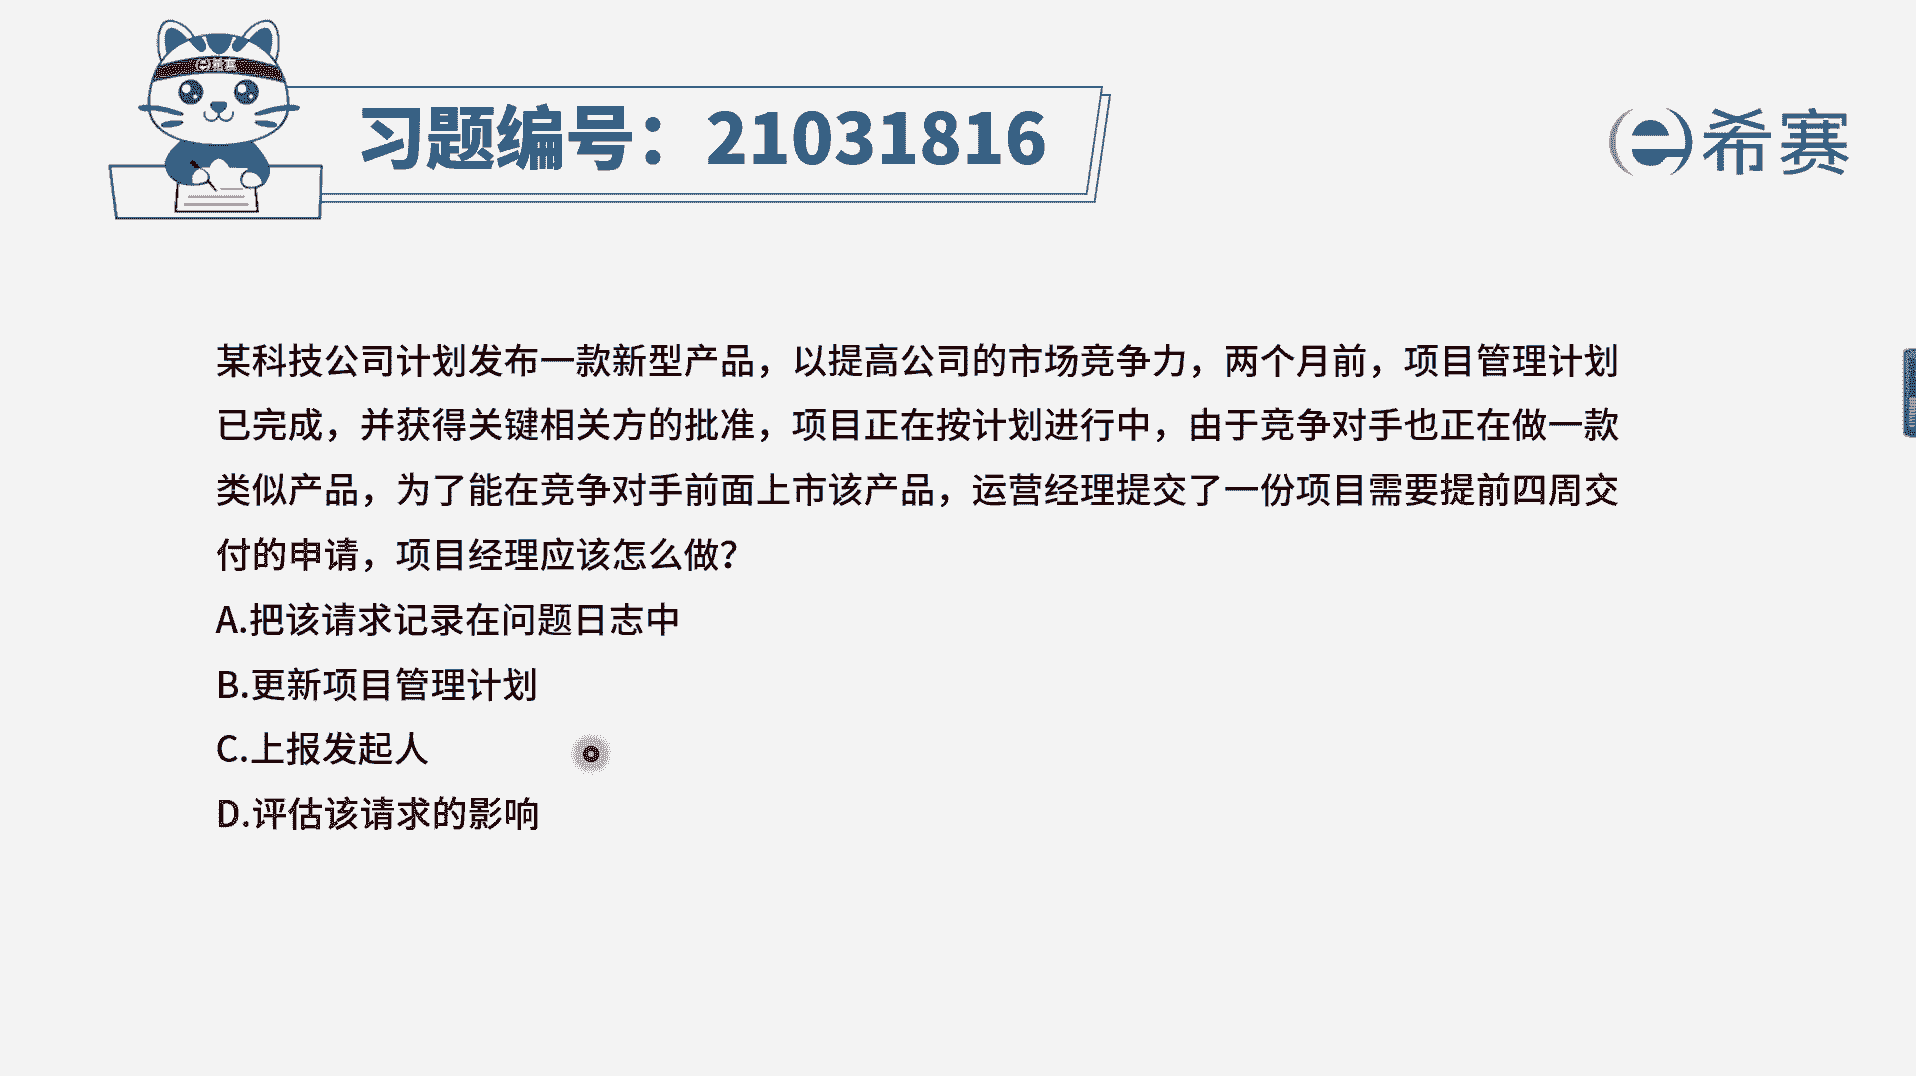 希赛
习题编号：21031816
希赛
某科技公司计划发布一款新型产品，以提高公司的市场竞争力，两个月前，项目管理计划
已完成，并获得关键相关方的批准，项目正在按计划进行中，由于竞争对手也正在做一款
类似产品，为了能在竞争对手前面上市该产品，运营经理提交了一份项目需要提前四周交
付的申请，项目经理应该怎么做？
A.把该请求记录在问题日志中
B.更新项目管理计划
C.上报发起人
D.评估该请求的影响